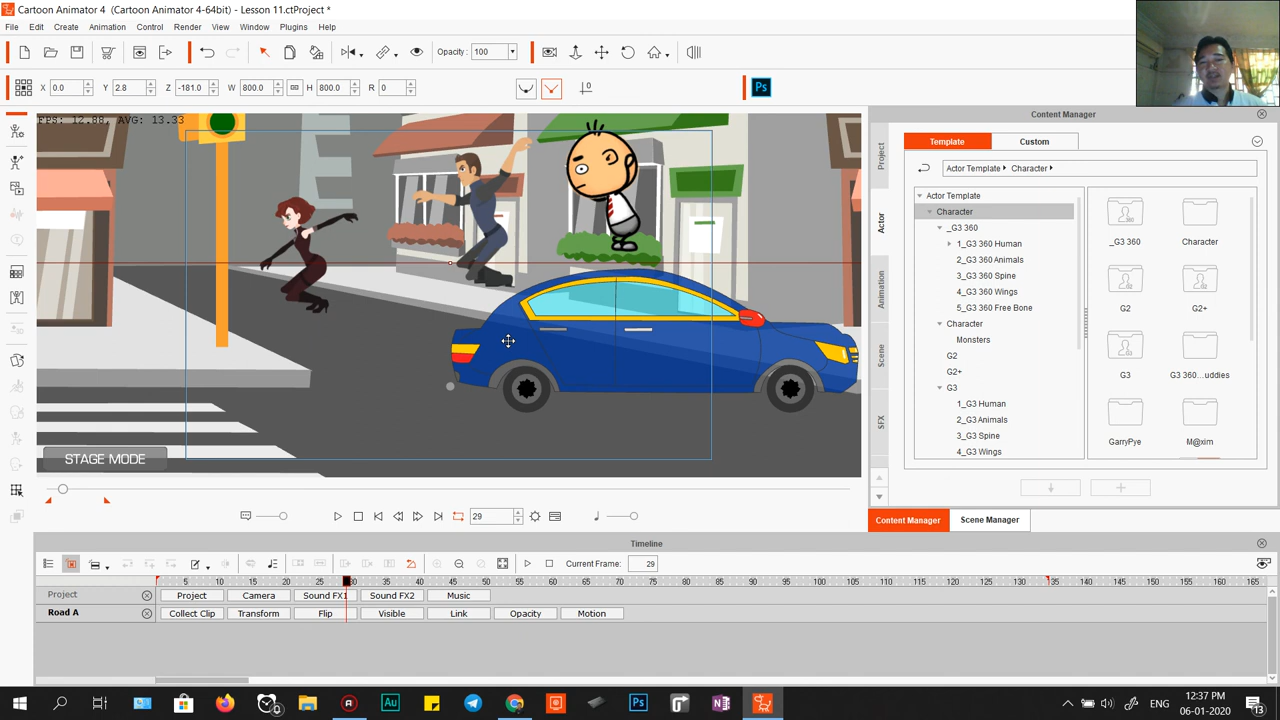 Cartoon Animator 4 (Cartoon Animator 4-64bit) - Lesson 11.ctProject *
File Edit Create Render View Window Plugins Help
Animation Control
Opacity : 100
X 0 Y 2.8 Z -181.0 W 800.0 H 800.0 R 0
Ps
FPS: 12.88, AVG: 13.33
STAGE MODE
Content Manager
Project
Actor
Animation
Scene
SFX
Template Custom
Actor Template Character
Actor Template
Character
_G3 360
1_G3 360 Human
2_G3 360 Animals
3_G3 360 Spine
4_G3 360 Wings
5_G3 360 Free Bone
Character
Monsters
G2
G2+
G3
1_G3 Human
2_G3 Animals
3_G3 Spine
4_G3 Wings
_G3 360 Character
G2 G2+
G3 G3 360...uddies
GarryPye M@xim
Content Manager Scene Manager
29
Timeline
Current Frame: 29
5 10 15 20 25 30 35 40 45 50 55 60 65 70 75 80 85 90 95 100 105 110 115 120 125 130 135 140 145 150 155 160 165
Project Project Camera Sound FX1 Sound FX2 Music
Road A Collect Clip Transform Flip Visible Link Opacity Motion
Au Ps N
ENG
12:37 PM
06-01-2020
13